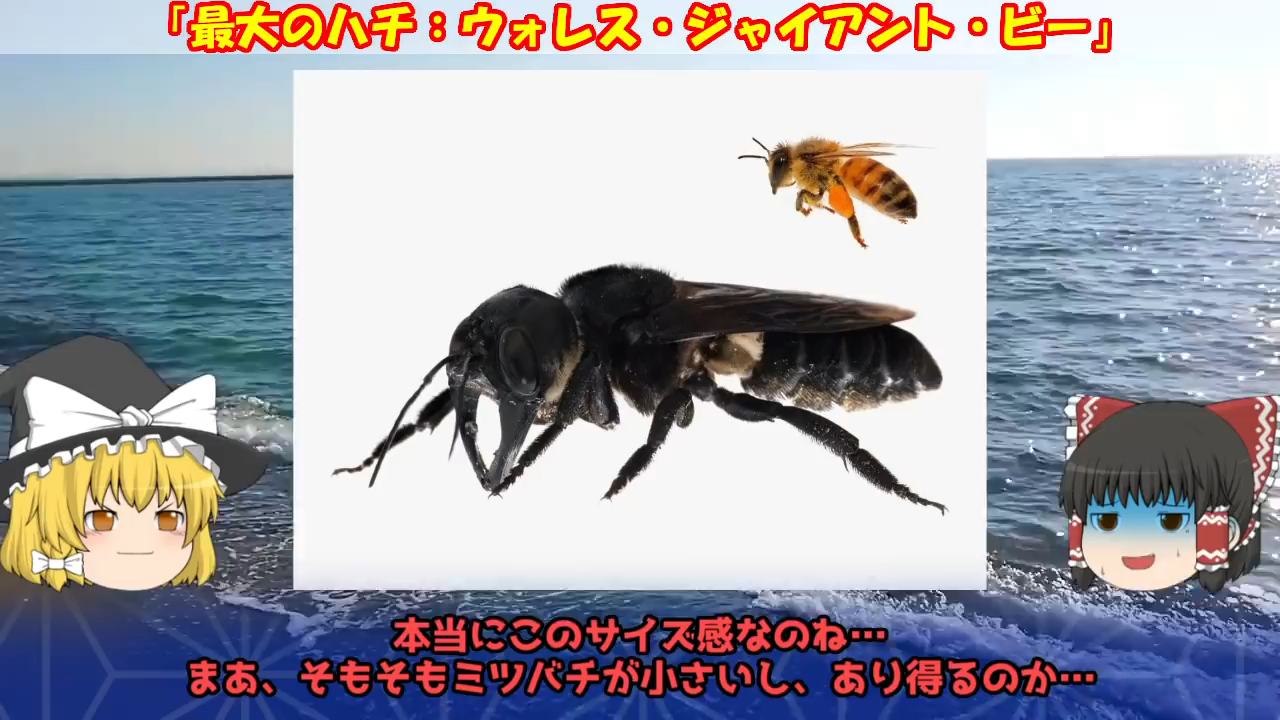 「最大のハチ：ウォレス・ジャイアント・ビー」
本当にこのサイズ感なのね…
まあ、そもそもミツバチが小さいし、あり得るのか…